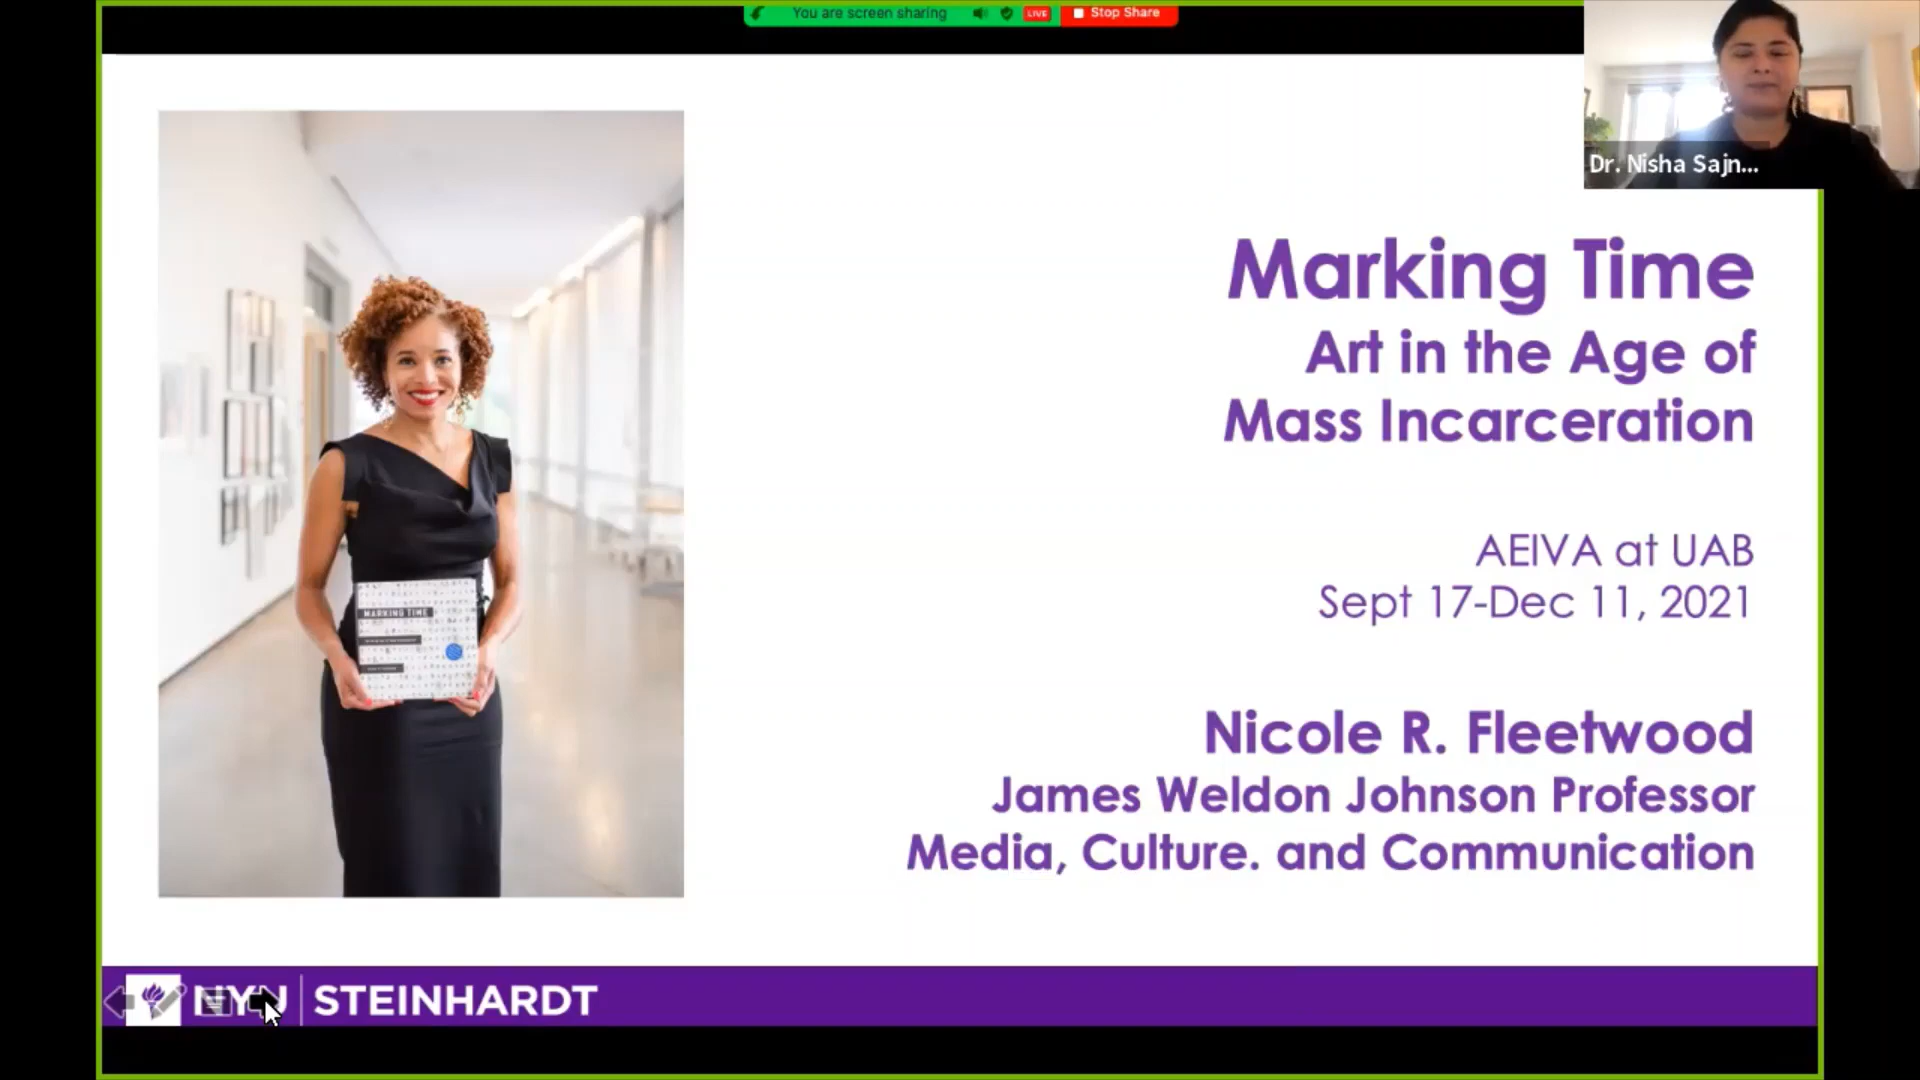 You are screen sharing LIVE Stop Share
Dr. Nisha Sajn...
Marking Time
Art in the Age of
Mass Incarceration
AEIVA at UAB
Sept 17-Dec 11, 2021
MARKING TIME
Nicole R. Fleetwood
James Weldon Johnson Professor
Media, Culture. and Communication
NYU STEINHARDT